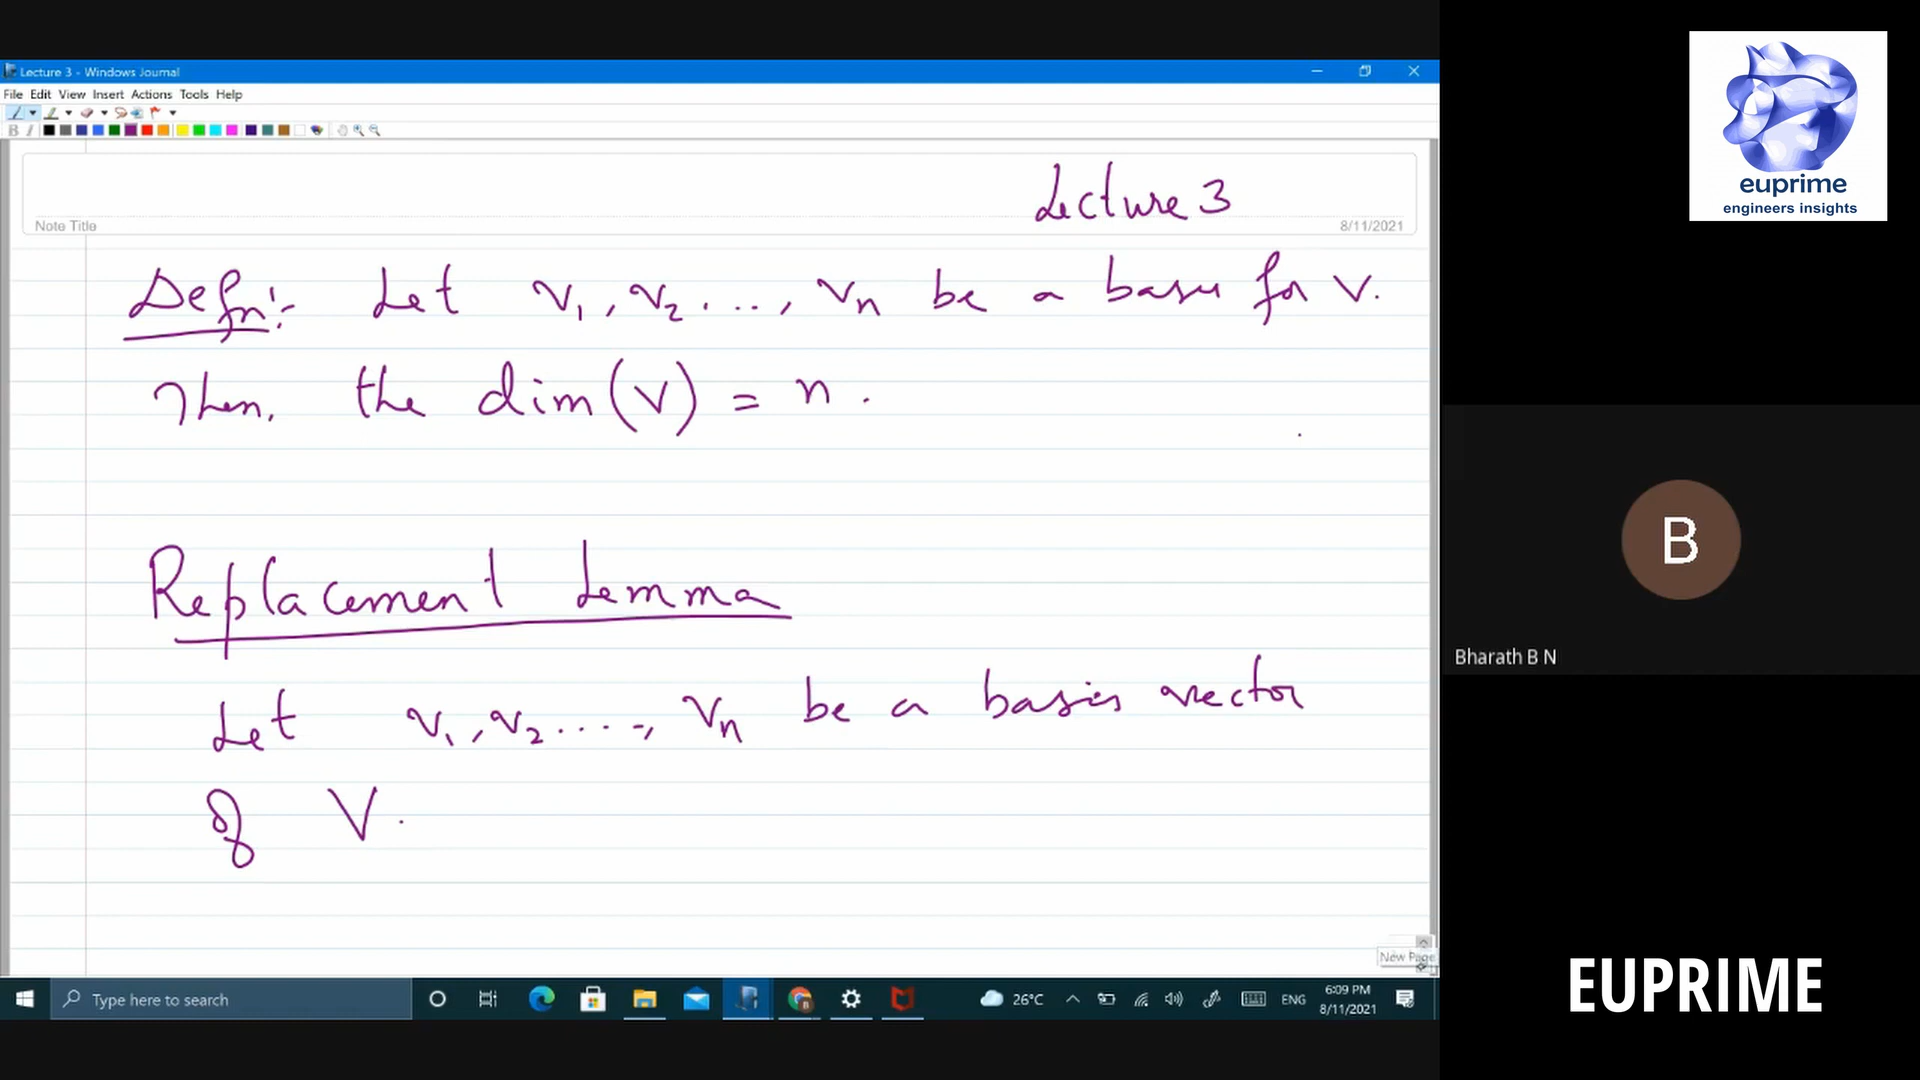 Lecture 3 - Windows Journal
File Edit View Insert Actions Tools Help
B I
Lecture 3
Note Title
8/11/2021
Defn:- Let v1, v2 ..., vn be a basis for V.
Then, the dim(V) = n.
Replacement Lemma
Let v1, v2 ...., vn be a basis vector
of V.
New Page
Type here to search
26°C
ENG
6:09 PM
8/11/2021
euprime
engineers insights
B
Bharath B N
EUPRIME